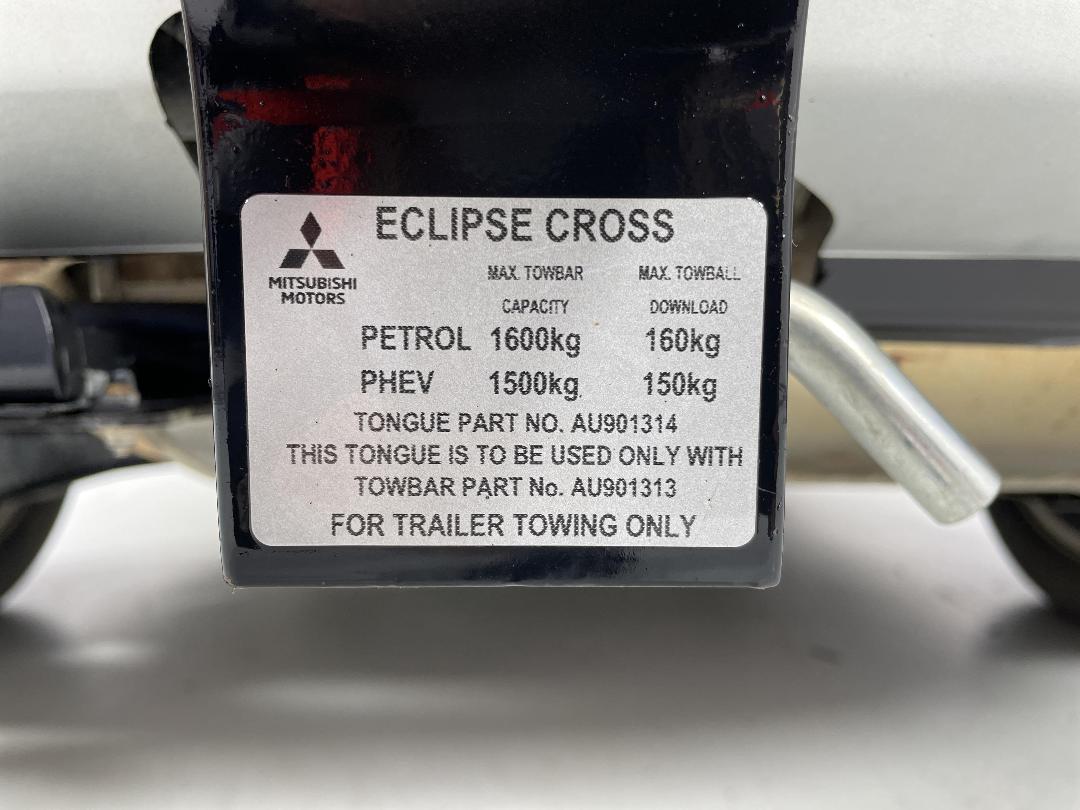 ECLIPSE CROSS
MITSUBISHI
MOTORS
MAX. TOWBAR MAX. TOWBALL
CAPACITY DOWNLOAD
PETROL 1600kg 160kg
PHEV 1500kg 150kg
TONGUE PART NO. AU901314
THIS TONGUE IS TO BE USED ONLY WITH
TOWBAR PART No. AU901313
FOR TRAILER TOWING ONLY